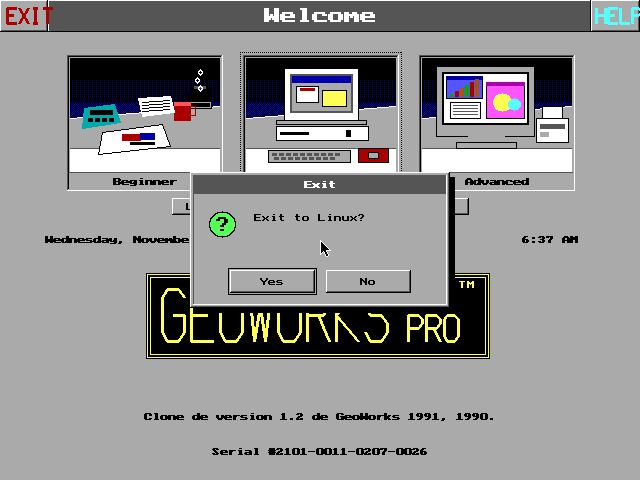 EXIT
Welcome
HELP
Beginner
Advanced
Exit
Exit to Linux?
Yes
No
Wednesday,
6:37 AM
GEOWORKS PRO
TM
Clone de version 1.2 de GeoWorks 1991, 1990.
Serial #2101-0011-0207-0026